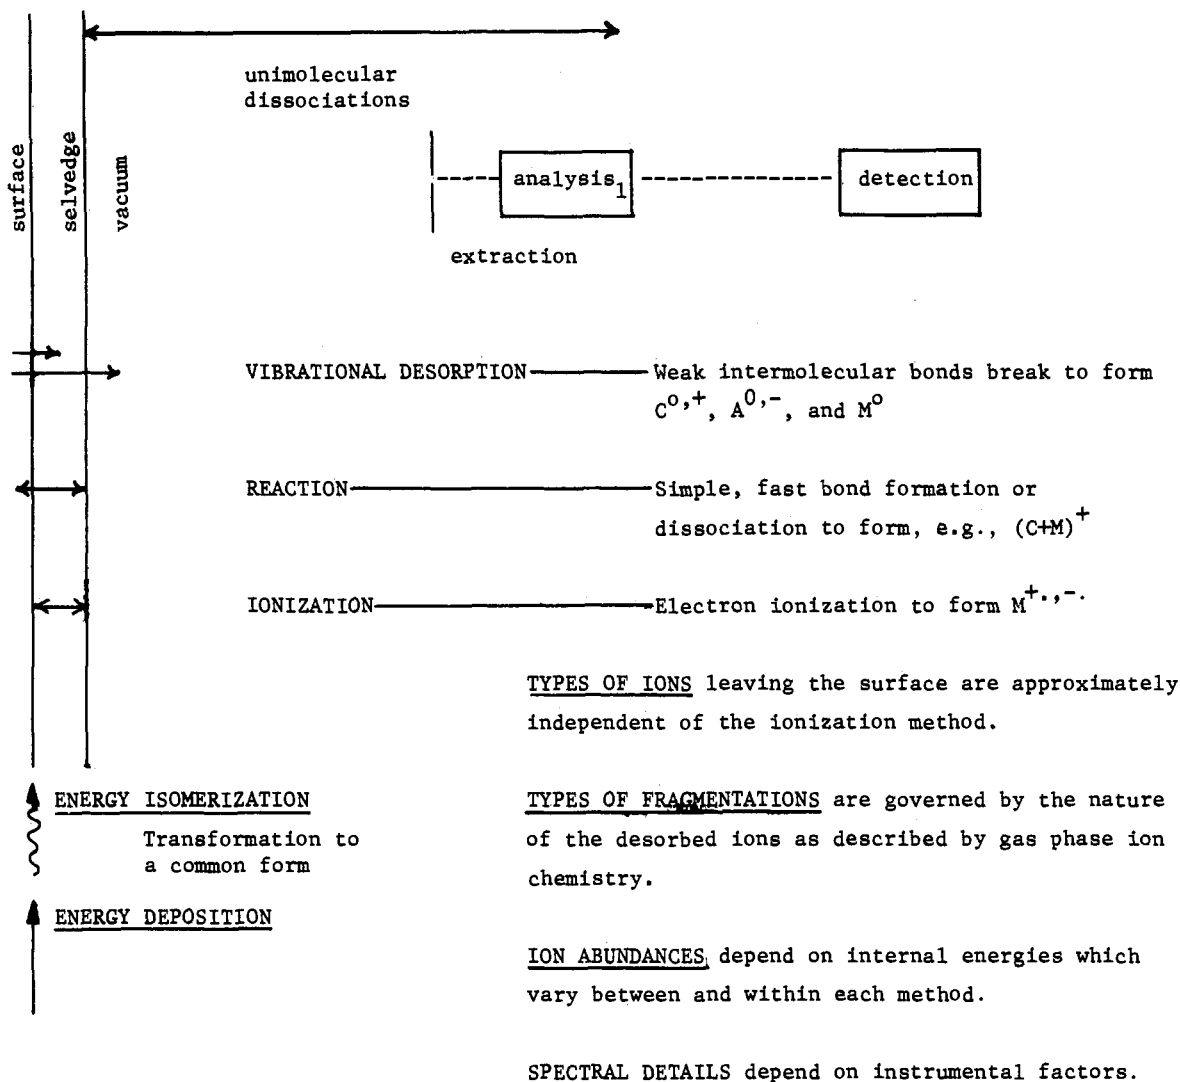 unimolecular
dissociations
surface
selvedge
vacuum
analysis1
detection
extraction
VIBRATIONAL DESORPTION
Weak intermolecular bonds break to form
C^o,+, A^0,-, and M^o
REACTION
Simple, fast bond formation or
dissociation to form, e.g., (C+M)^+
IONIZATION
Electron ionization to form M^+.,-.
TYPES OF IONS leaving the surface are approximately
independent of the ionization method.
ENERGY ISOMERIZATION
Transformation to
a common form
TYPES OF FRAGMENTATIONS are governed by the nature
of the desorbed ions as described by gas phase ion
chemistry.
ENERGY DEPOSITION
ION ABUNDANCES depend on internal energies which
vary between and within each method.
SPECTRAL DETAILS depend on instrumental factors.